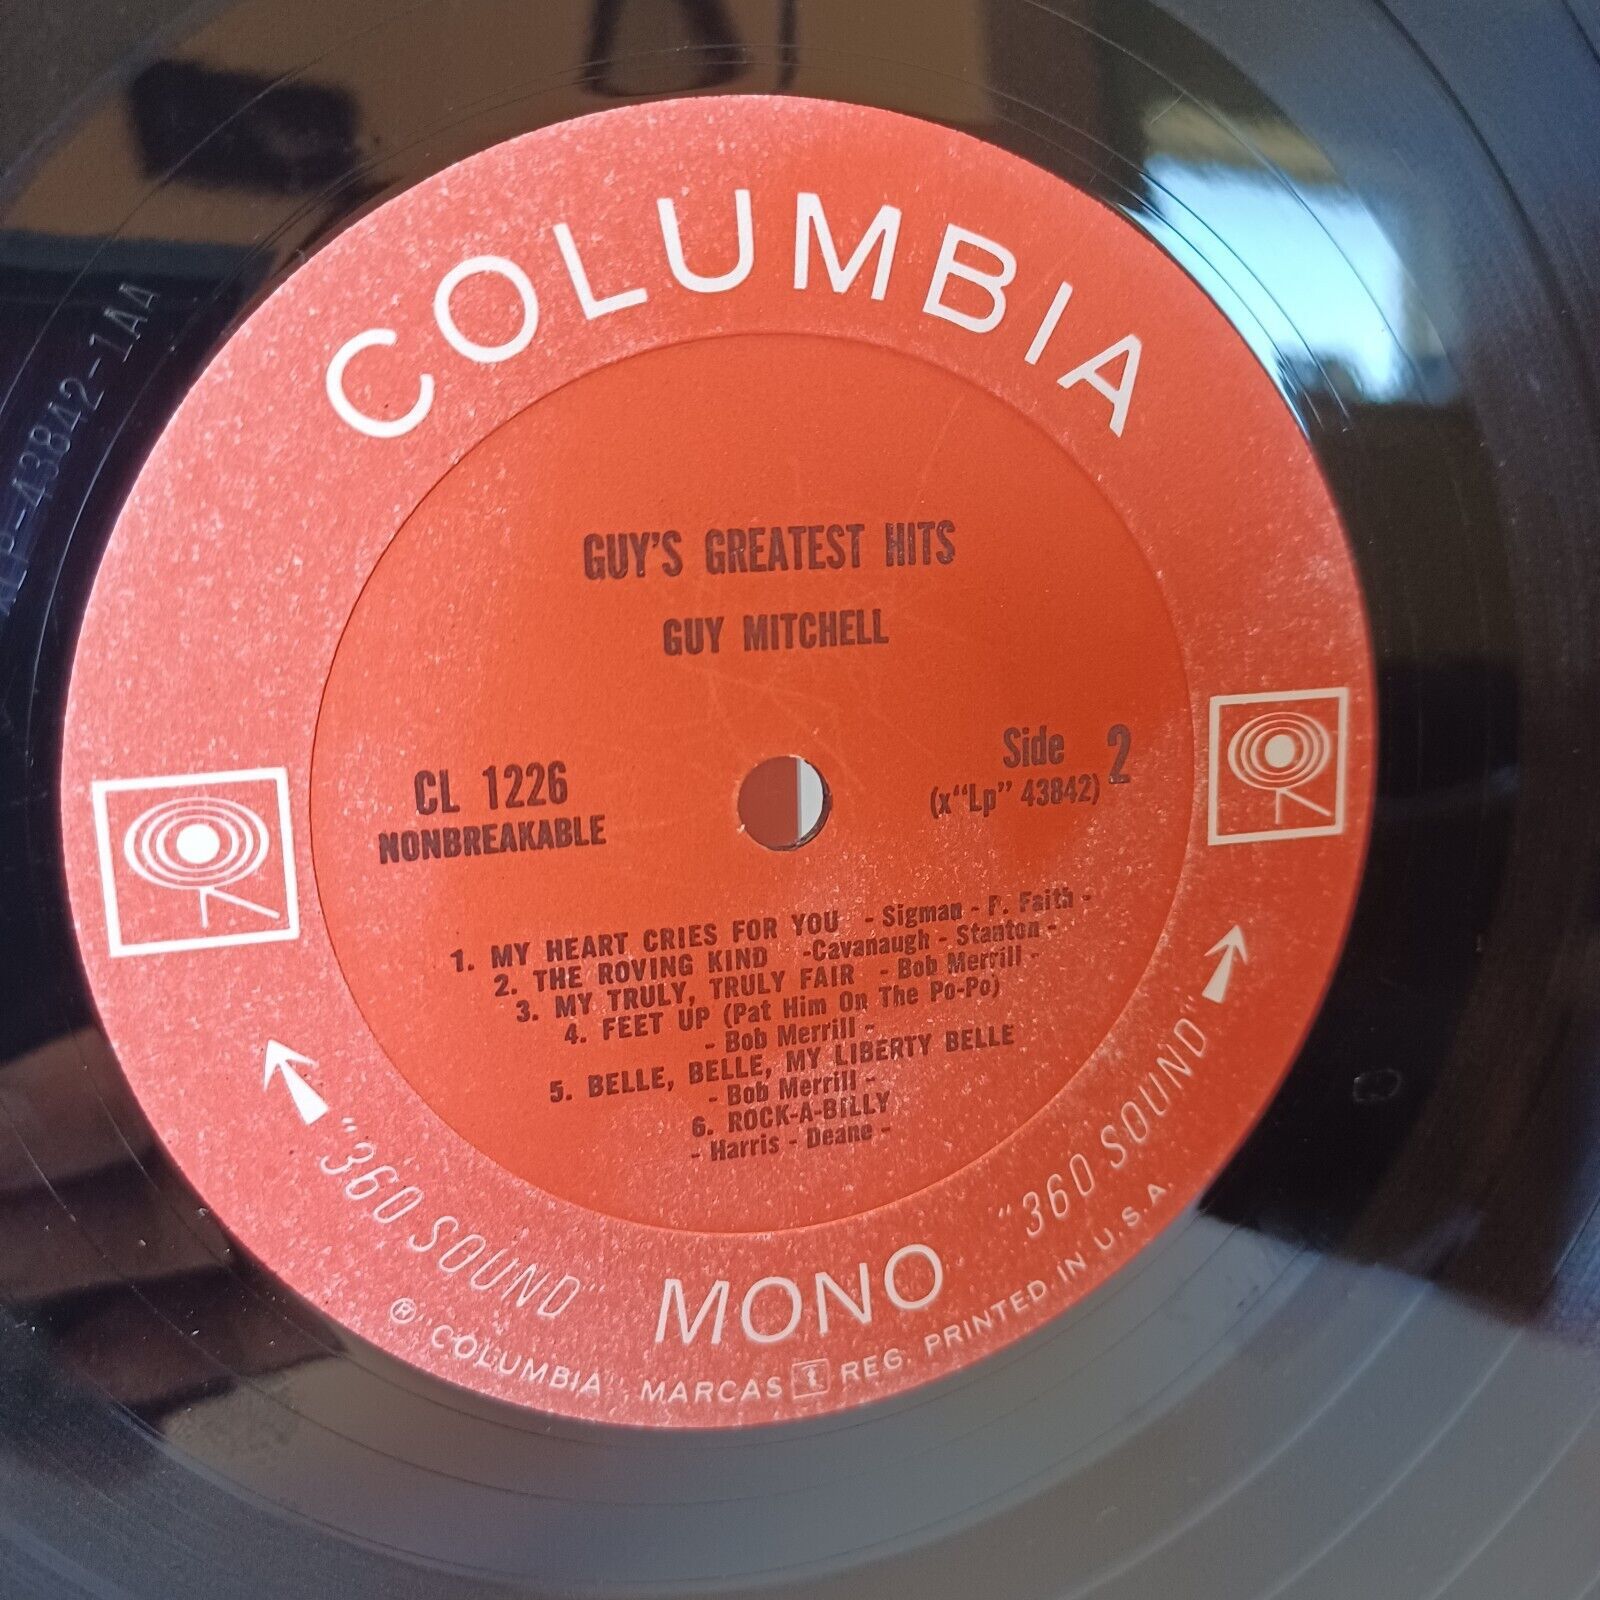 COLUMBIA
GUY'S GREATEST HITS
GUY MITCHELL
CL 1226
NONBREAKABLE
Side 2
(x"Lp" 43842)
1. MY HEART CRIES FOR YOU - Sigman - P. Faith -
2. THE ROVING KIND -Cavanaugh - Stanton -
3. MY TRULY, TRULY FAIR - Bob Merrill -
4. FEET UP (Pat Him On The Po-Po)
- Bob Merrill -
5. BELLE, BELLE, MY LIBERTY BELLE
- Bob Merrill -
6. ROCK-A-BILLY
- Harris - Deane -
"360 SOUND"
MONO
"360 SOUND"
® "COLUMBIA", MARCAS REG. PRINTED IN U.S.A.
XLP-43842-1AA